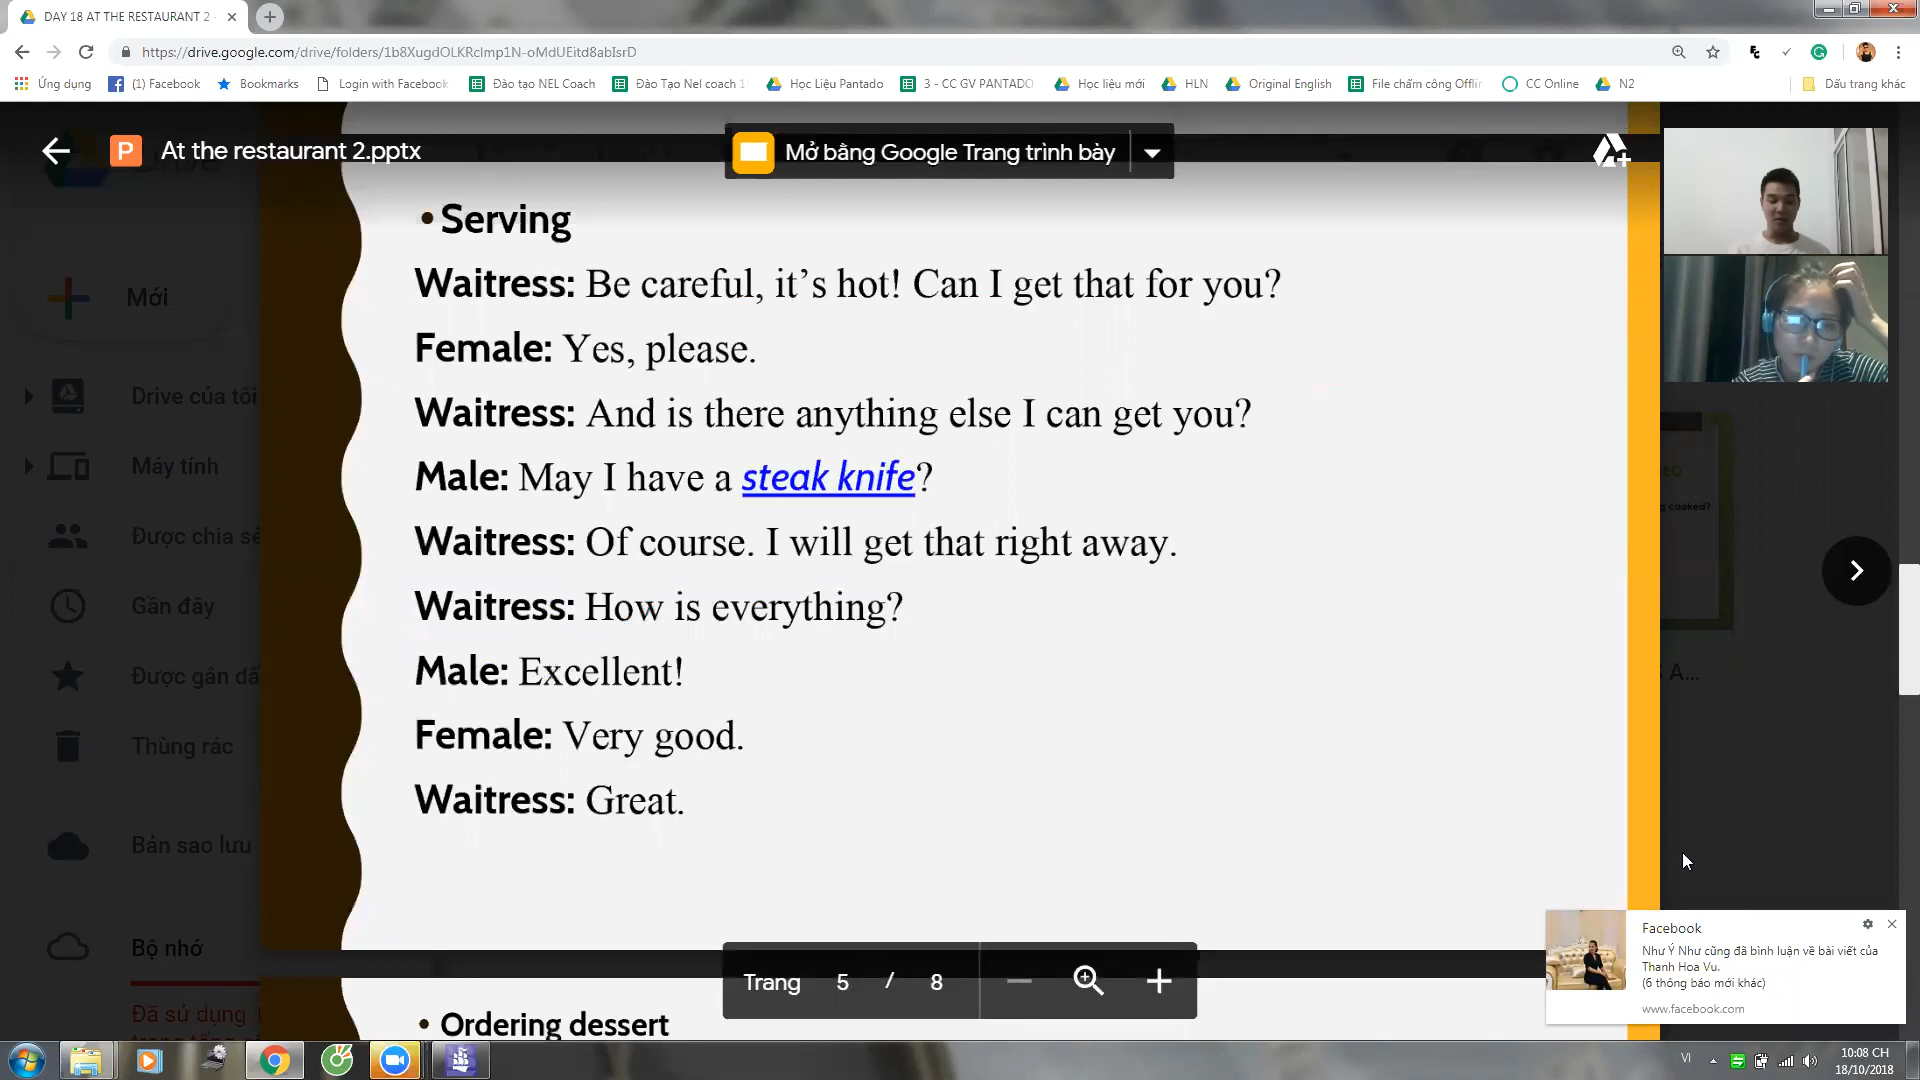 DAY 18 AT THE RESTAURANT 2 -
https://drive.google.com/drive/folders/1b8XugdOLKRclmp1N-oMdUEitd8abIsrD
Ứng dụng (1) Facebook Bookmarks Login with Facebook Đào tạo NEL Coach Đào Tạo Nel coach 1 Học Liệu Pantado 3 - CC GV PANTADO Học liệu mới HLN Original English File chấm công Offlin CC Online N2 Dấu trang khác
P At the restaurant 2.pptx
Mở bằng Google Trang trình bày
Mới
Drive của tôi
Máy tính
Được chia sẻ
Gần đây
Được gắn dấ
Thùng rác
Bản sao lưu
Bộ nhớ
Đã sử dụng
• Serving
Waitress: Be careful, it’s hot! Can I get that for you?
Female: Yes, please.
Waitress: And is there anything else I can get you?
Male: May I have a steak knife?
Waitress: Of course. I will get that right away.
Waitress: How is everything?
Male: Excellent!
Female: Very good.
Waitress: Great.
g cooked?
A...
Trang 5 / 8
• Ordering dessert
Facebook
Như Ý Như cũng đã bình luận về bài viết của
Thanh Hoa Vu.
(6 thông báo mới khác)
www.facebook.com
VI
10:08 CH
18/10/2018